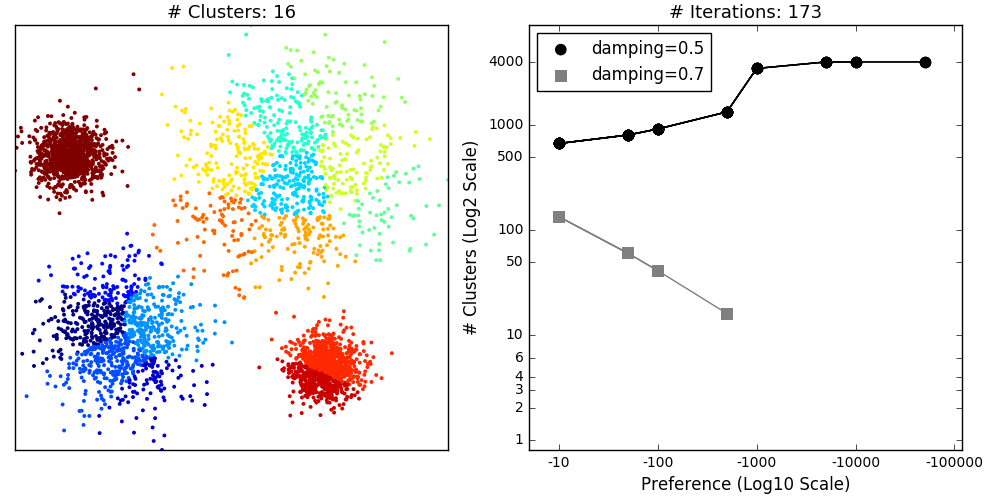 # Clusters: 16
# Iterations: 173
damping=0.5
damping=0.7
# Clusters (Log2 Scale)
4000
1000
500
100
50
10
6
4
3
2
1
-10 -100 -1000 -10000 -100000
Preference (Log10 Scale)